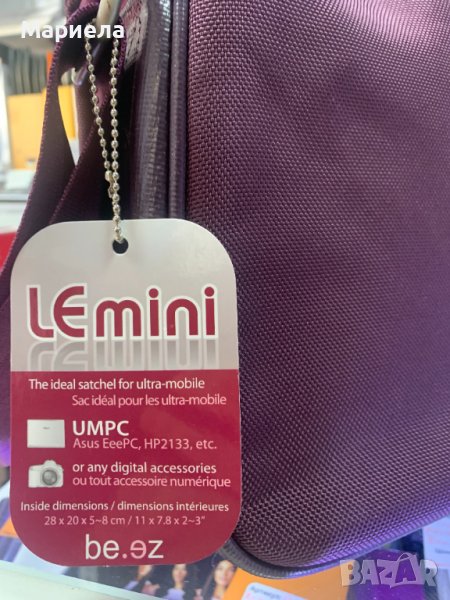 Мариела
LEmini
The ideal satchel for ultra-mobile
Sac idéal pour les ultra-mobile
UMPC
Asus EeePC, HP2133, etc.
or any digital accessories
ou tout accessoire numérique
Inside dimensions / dimensions intérieures
28 x 20 x 5~8 cm / 11 x 7.8 x 2~3"
be.ez
BAZAR